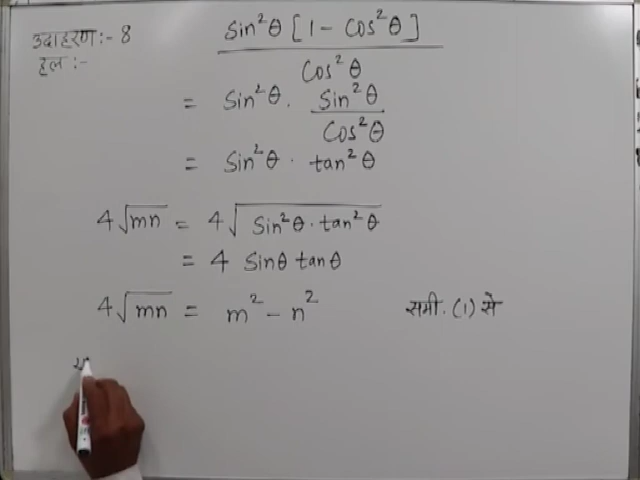 उदाहरण :- 8
हल :-
Sin²θ [ 1 - Cos²θ ] / Cos²θ
= Sin²θ . Sin²θ / Cos²θ
= Sin²θ . tan²θ
4√mn = 4√Sin²θ . tan²θ
= 4 Sinθ tanθ
4√mn = m² - n² समी. (1) से